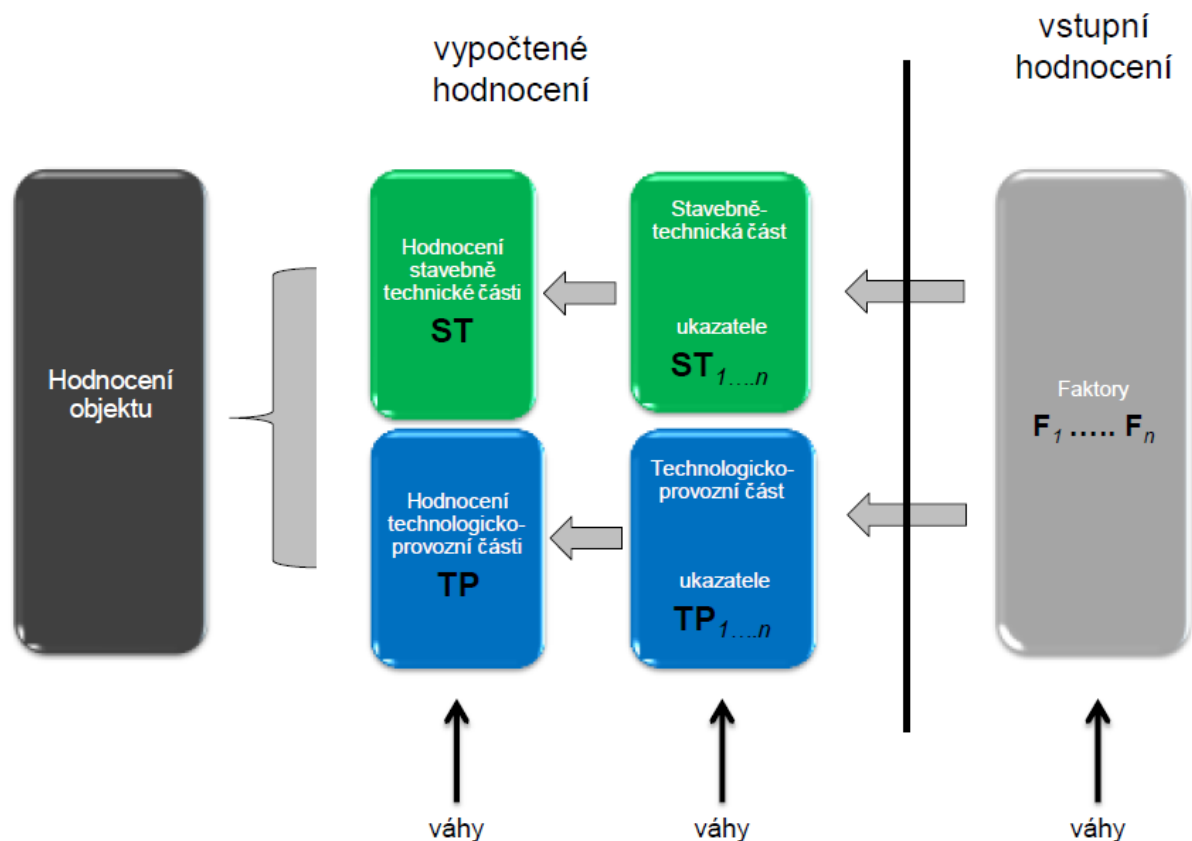 vypočtené
hodnocení
vstupní
hodnocení
Hodnocení
objektu
Hodnocení
stavebně
technické části
ST
Stavebně-
technická část
ukazatele
ST1....n
Hodnocení
technologicko-
provozní části
TP
Technologicko-
provozní část
ukazatele
TP1....n
Faktory
F1 ..... Fn
váhy
váhy
váhy